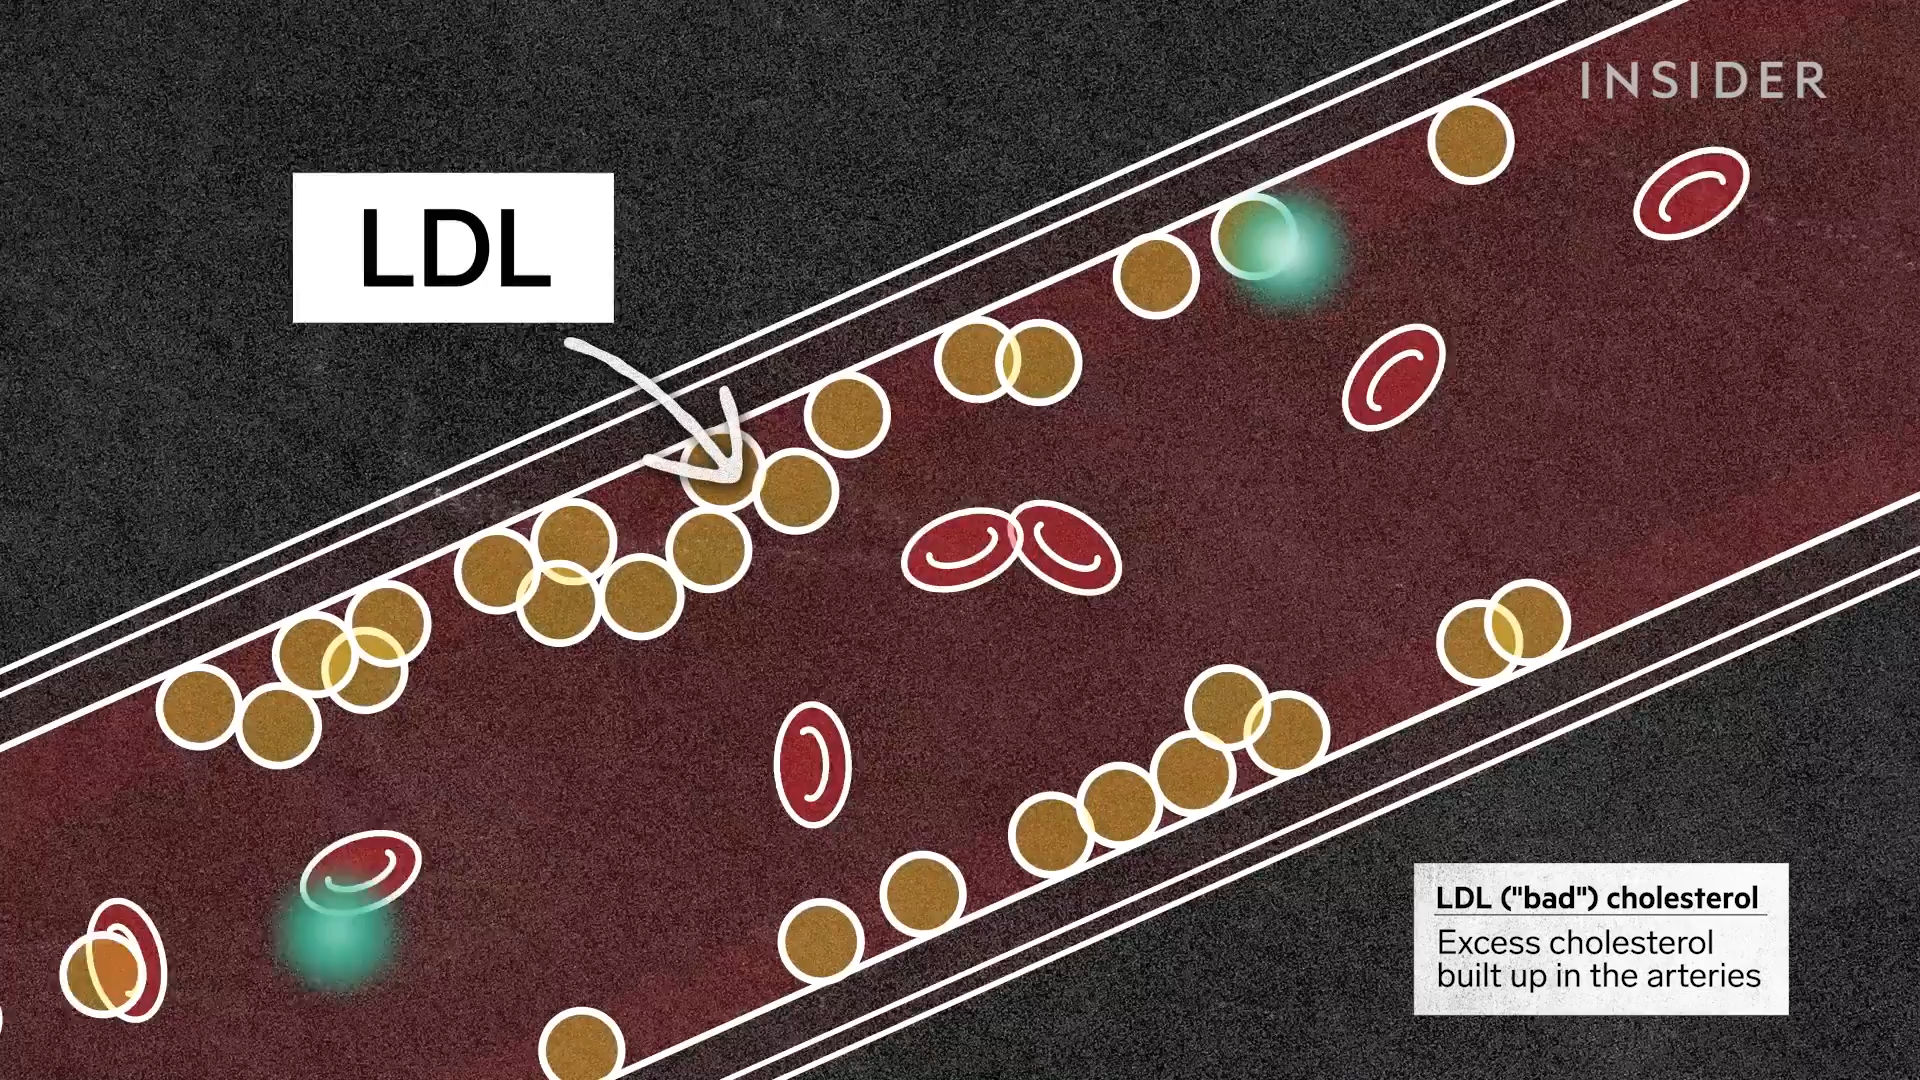 INSIDER
LDL
LDL ("bad") cholesterol
Excess cholesterol
built up in the arteries